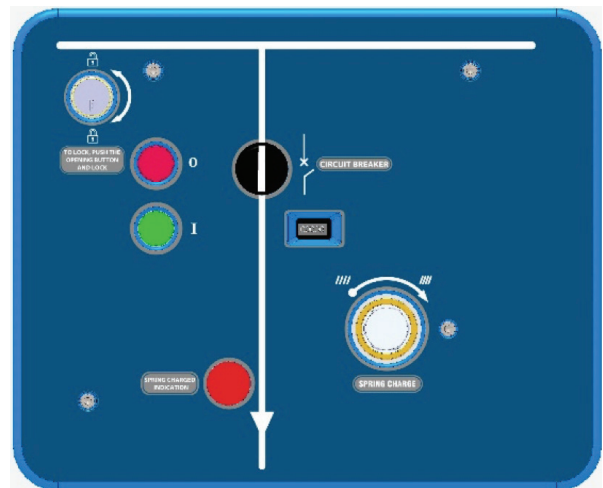 TO LOCK, PUSH THE
OPENING BUTTON
AND LOCK
O
CIRCUIT BREAKER
I
SPRING CHARGED
INDICATION
SPRING CHARGE